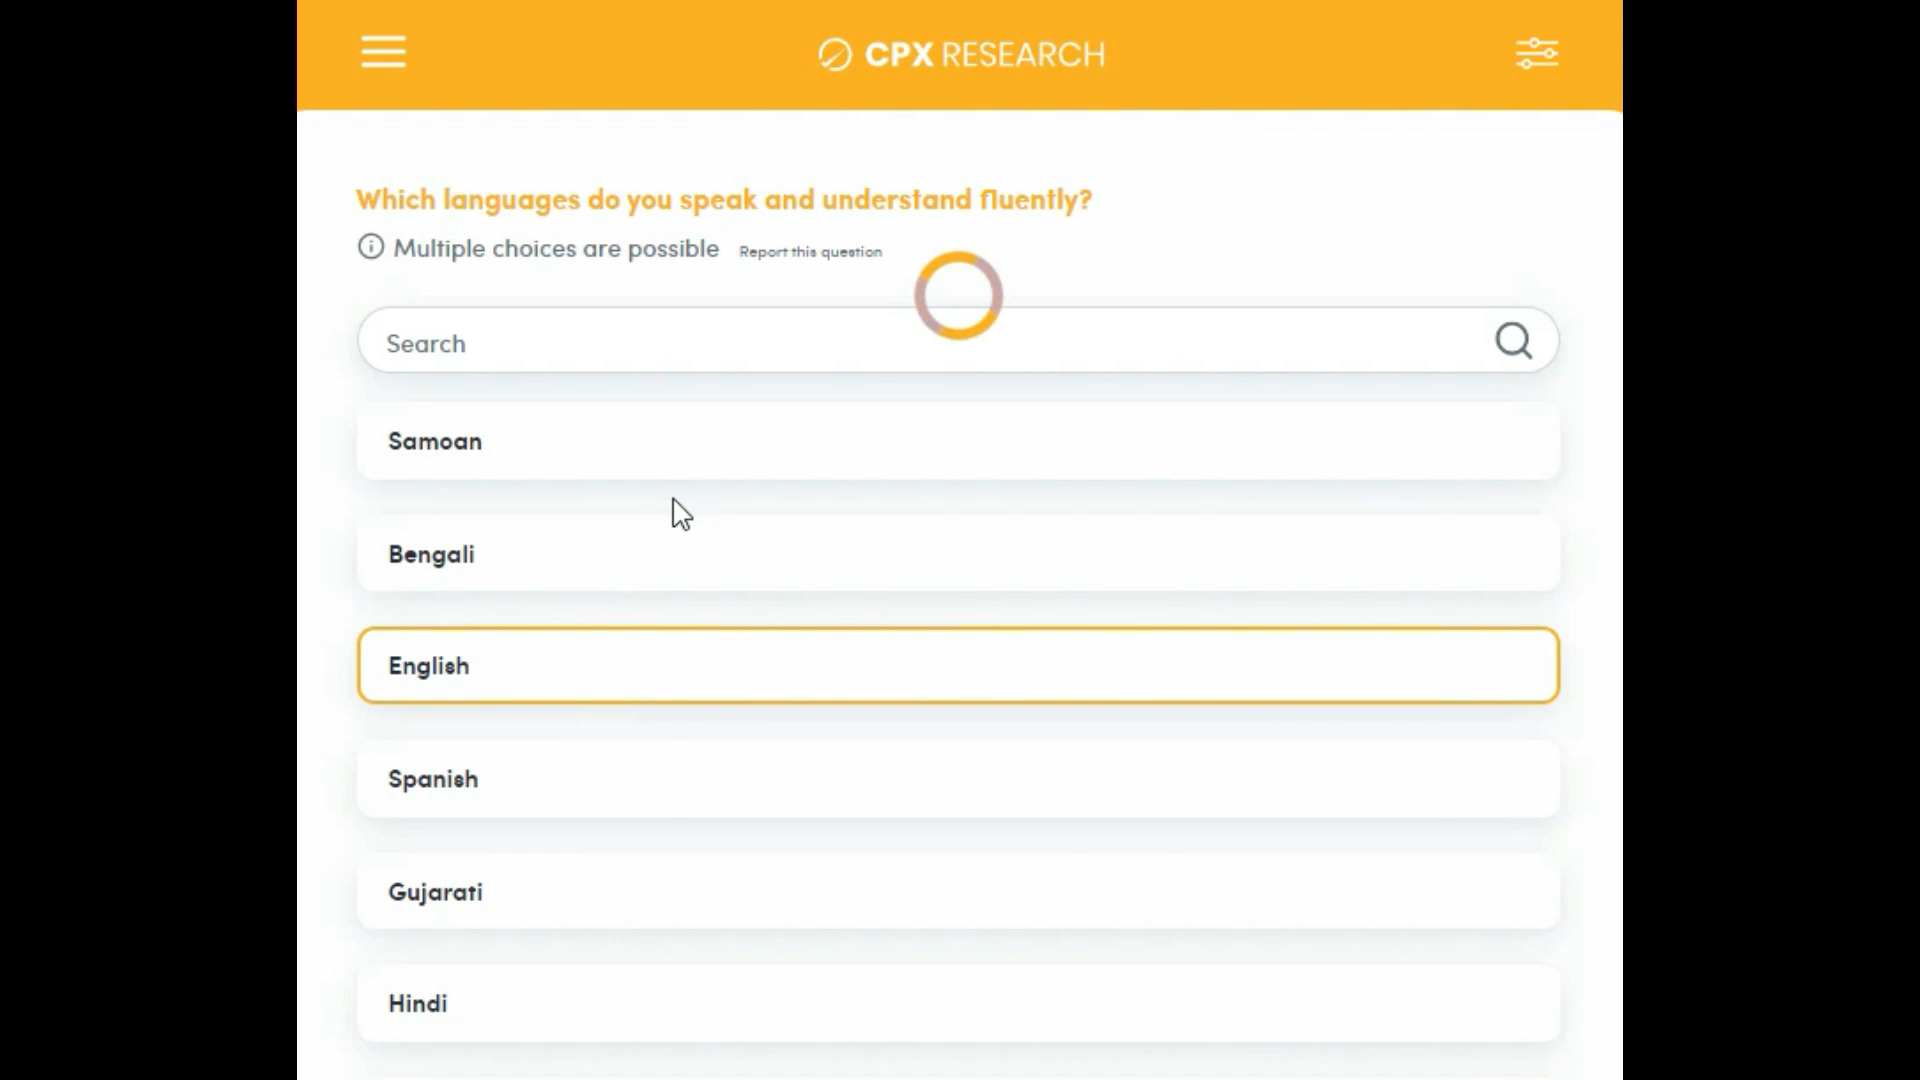 CPX RESEARCH
Which languages do you speak and understand fluently?
Multiple choices are possible Report this question
Search
Samoan
Bengali
English
Spanish
Gujarati
Hindi